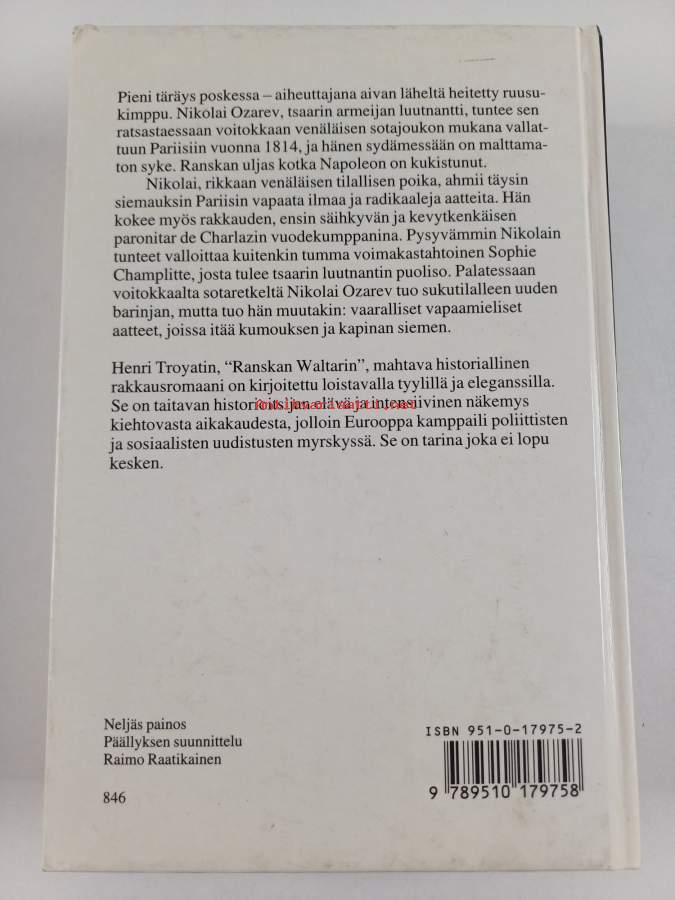 Pieni täräys poskessa – aiheuttajana aivan läheltä heitetty ruusu-
kimppu. Nikolai Ozarev, tsaarin armeijan luutnantti, tuntee sen
ratsastaessaan voitokkaan venäläisen sotajoukon mukana vallat-
tuun Pariisiin vuonna 1814, ja hänen sydämessään on malttama-
ton syke. Ranskan uljas kotka Napoleon on kukistunut.
Nikolai, rikkaan venäläisen tilallisen poika, ahmii täysin
siemauksin Pariisin vapaata ilmaa ja radikaaleja aatteita. Hän
kokee myös rakkauden, ensin säihkyvän ja kevytkenkäisen
paronitar de Charlazin vuodekumppanina. Pysyvämmin Nikolain
tunteet valloittaa kuitenkin tumma voimakastahtoinen Sophie
Champlitte, josta tulee tsaarin luutnantin puoliso. Palatessaan
voitokkaalta sotaretkeltä Nikolai Ozarev tuo sukutilalleen uuden
barinjan, mutta tuo hän muutakin: vaaralliset vapaamieliset
aatteet, joissa itää kumouksen ja kapinan siemen.
Henri Troyatin, “Ranskan Waltarin”, mahtava historiallinen
rakkausromaani on kirjoitettu loistavalla tyylillä ja eleganssilla.
Se on taitavan historioitsijan elävä ja intensiivinen näkemys
kiehtovasta aikakaudesta, jolloin Eurooppa kamppaili poliittisten
ja sosiaalisten uudistusten myrskyssä. Se on tarina joka ei lopu
kesken.
Neljäs painos
Päällyksen suunnittelu
Raimo Raatikainen
846
ISBN 951-0-17975-2
9 789510 179758